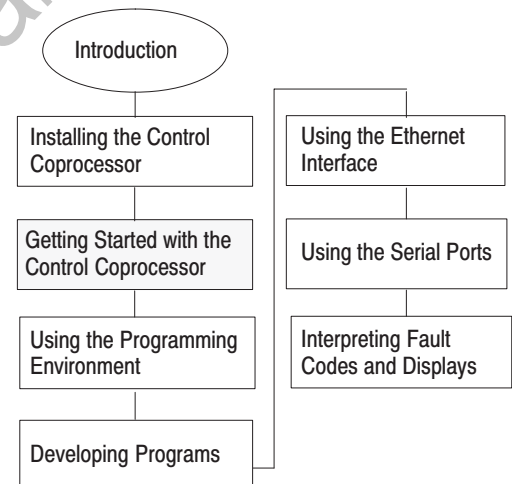 Introduction
Installing the Control
Coprocessor
Getting Started with the
Control Coprocessor
Using the Programming
Environment
Developing Programs
Using the Ethernet
Interface
Using the Serial Ports
Interpreting Fault
Codes and Displays